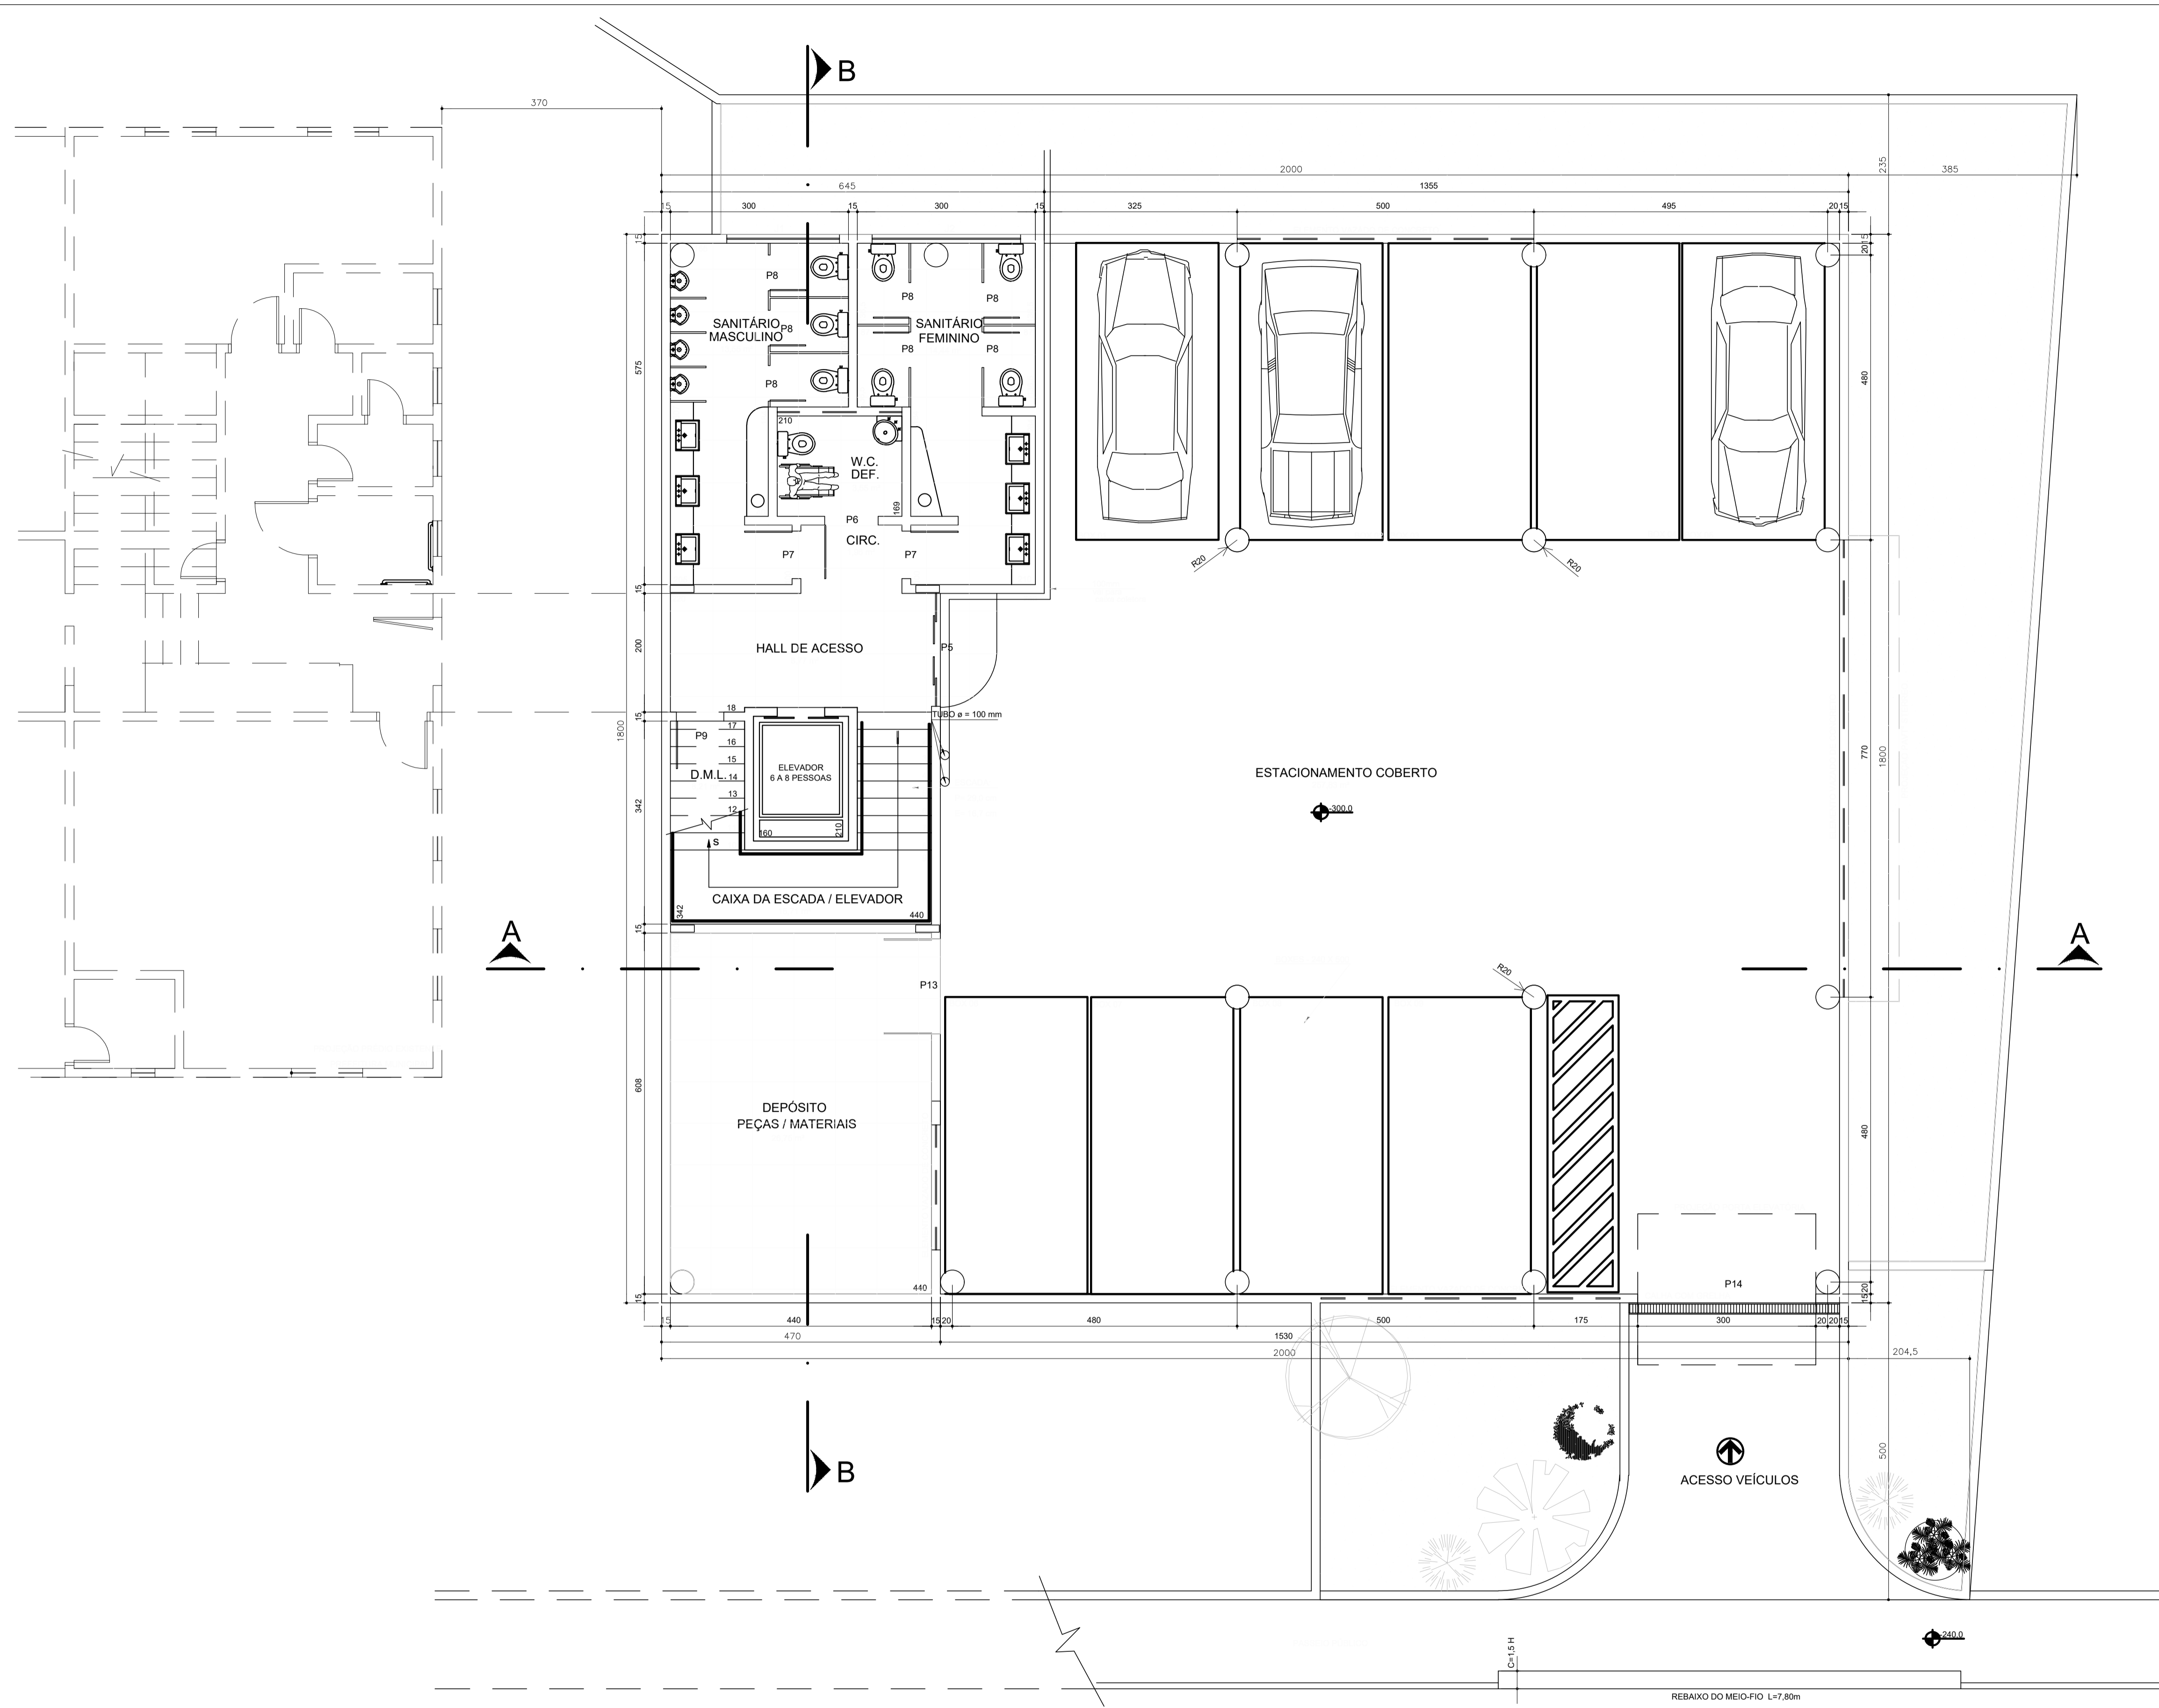 B
370
2000
235
385
645
1355
15
300
15
300
15
325
500
495
20
15
15
15
20
P8
P8
P8
SANITÁRIO
MASCULINO
P8
SANITÁRIO
FEMININO
P8
P8
P8
575
480
210
W.C.
DEF.
169
P6
CIRC.
P7
P7
R20
R20
15
HALL DE ACESSO
200
P5
18
TUBO ø = 100 mm
15
17
P9
16
15
1800
770
1800
ELEVADOR
6 A 8 PESSOAS
D.M.L.
14
ESTACIONAMENTO COBERTO
13
12
342
-300.0
160
210
S
CAIXA DA ESCADA / ELEVADOR
342
440
15
A
A
R20
P13
608
DEPÓSITO
PEÇAS / MATERIAIS
480
440
P14
15
20
15
15
440
15
20
480
500
175
300
20
20
15
470
1530
2000
204,5
500
B
ACESSO VEÍCULOS
-240.0
C=1,5 H
REBAIXO DO MEIO-FIO L=7,80m